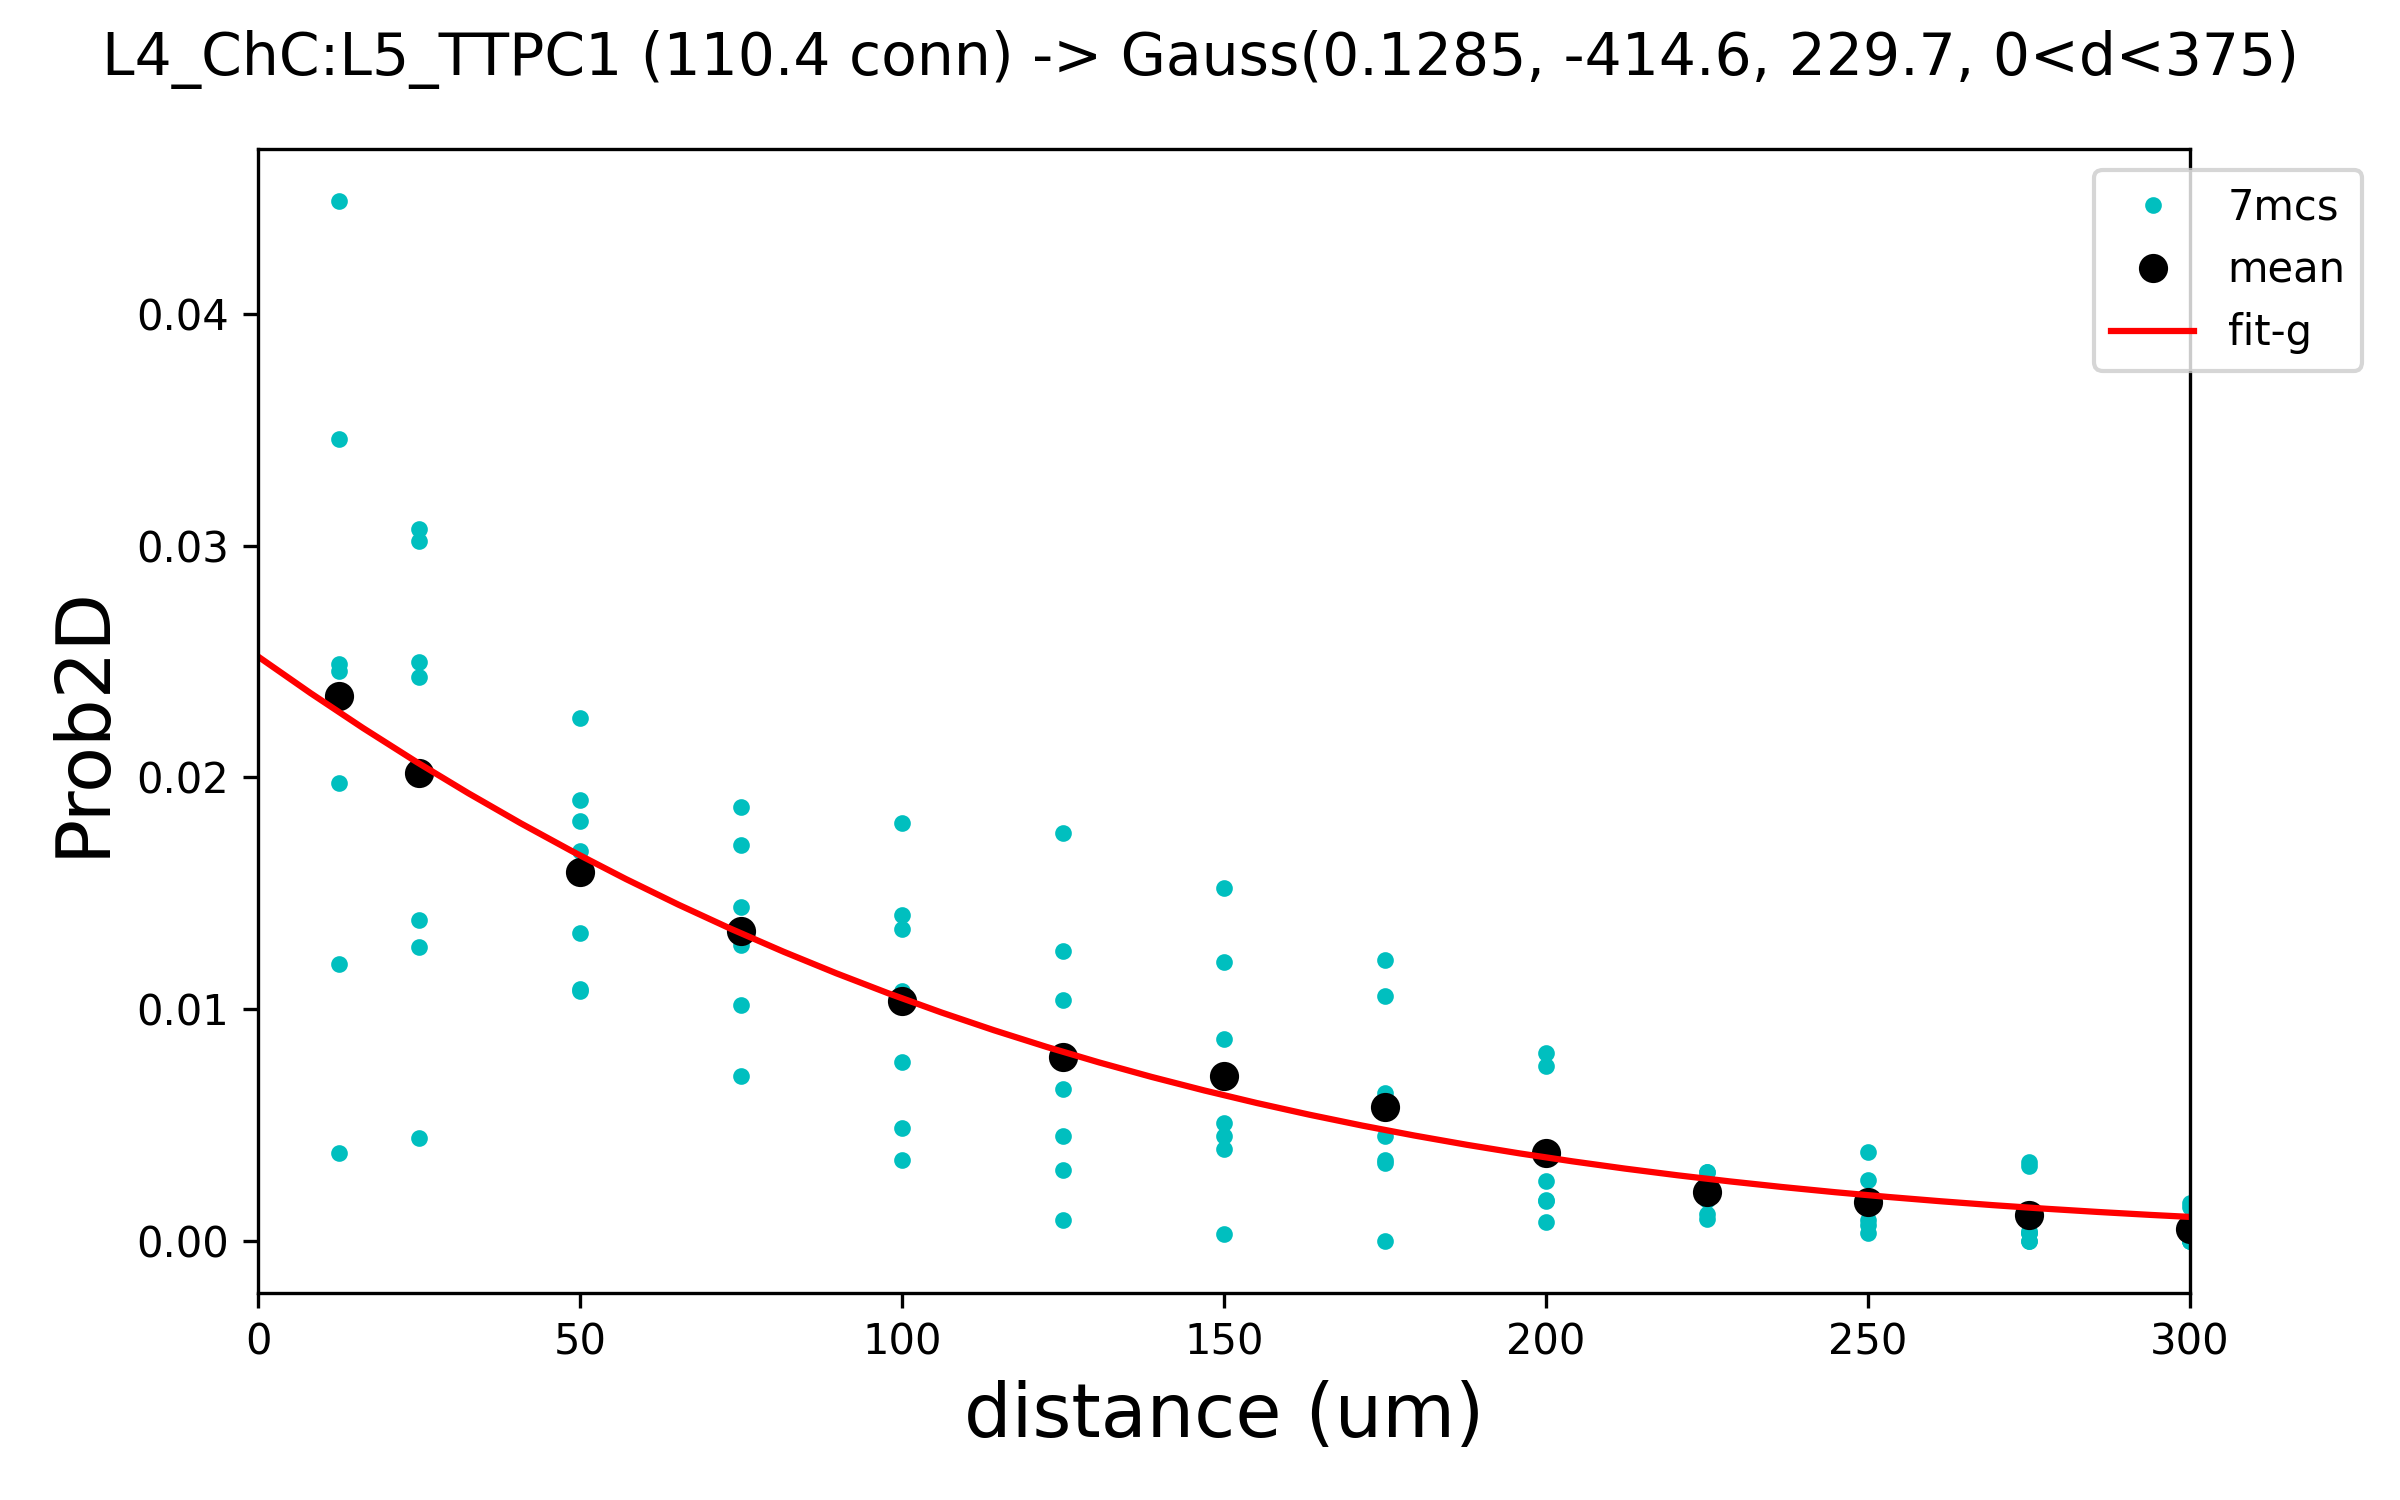 L4_ChC:L5_TTPC1 (110.4 conn) -> Gauss(0.1285, -414.6, 229.7, 0<d<375)
7mcs
mean
fit-g
0.04
0.03
0.02
0.01
0.00
Prob2D
0 50 100 150 200 250 300
distance (um)